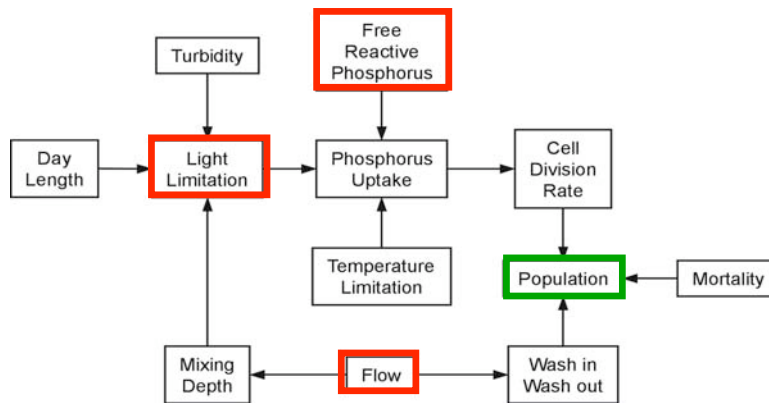 Free
Reactive
Phosphorus
Turbidity
Day
Length
Light
Limitation
Phosphorus
Uptake
Cell
Division
Rate
Temperature
Limitation
Population
Mortality
Mixing
Depth
Flow
Wash in
Wash out